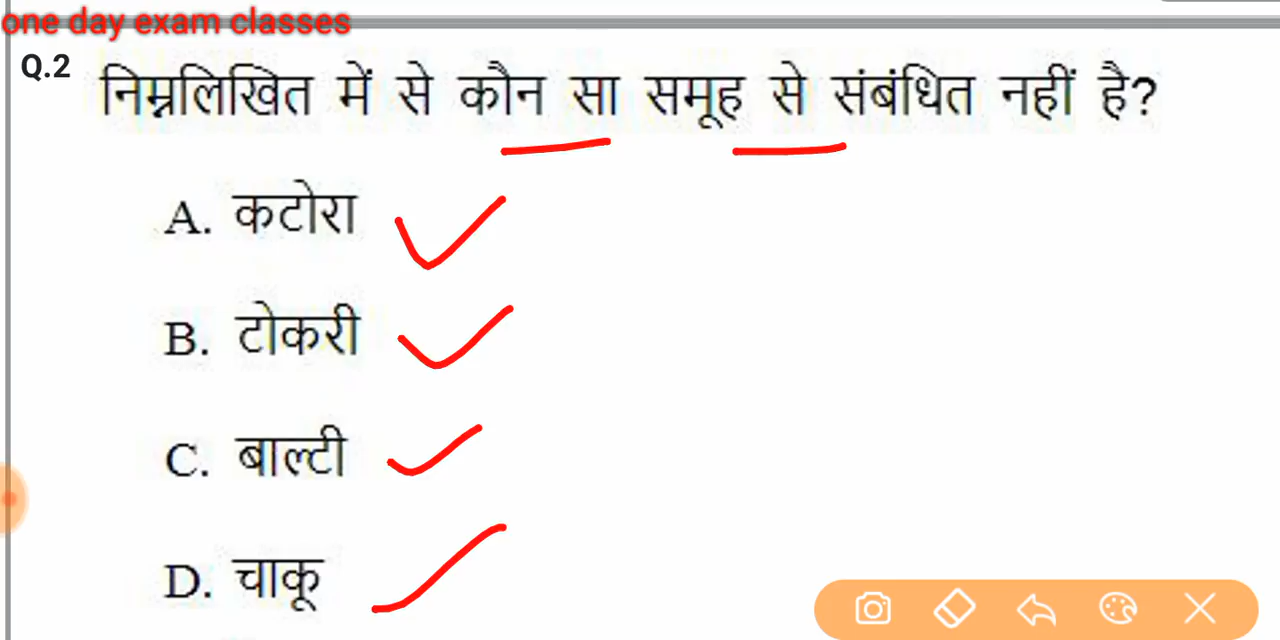 one day exam classes
Q.2 निम्नलिखित में से कौन सा समूह से संबंधित नहीं है?
A. कटोरा
B. टोकरी
C. बाल्टी
D. चाकू